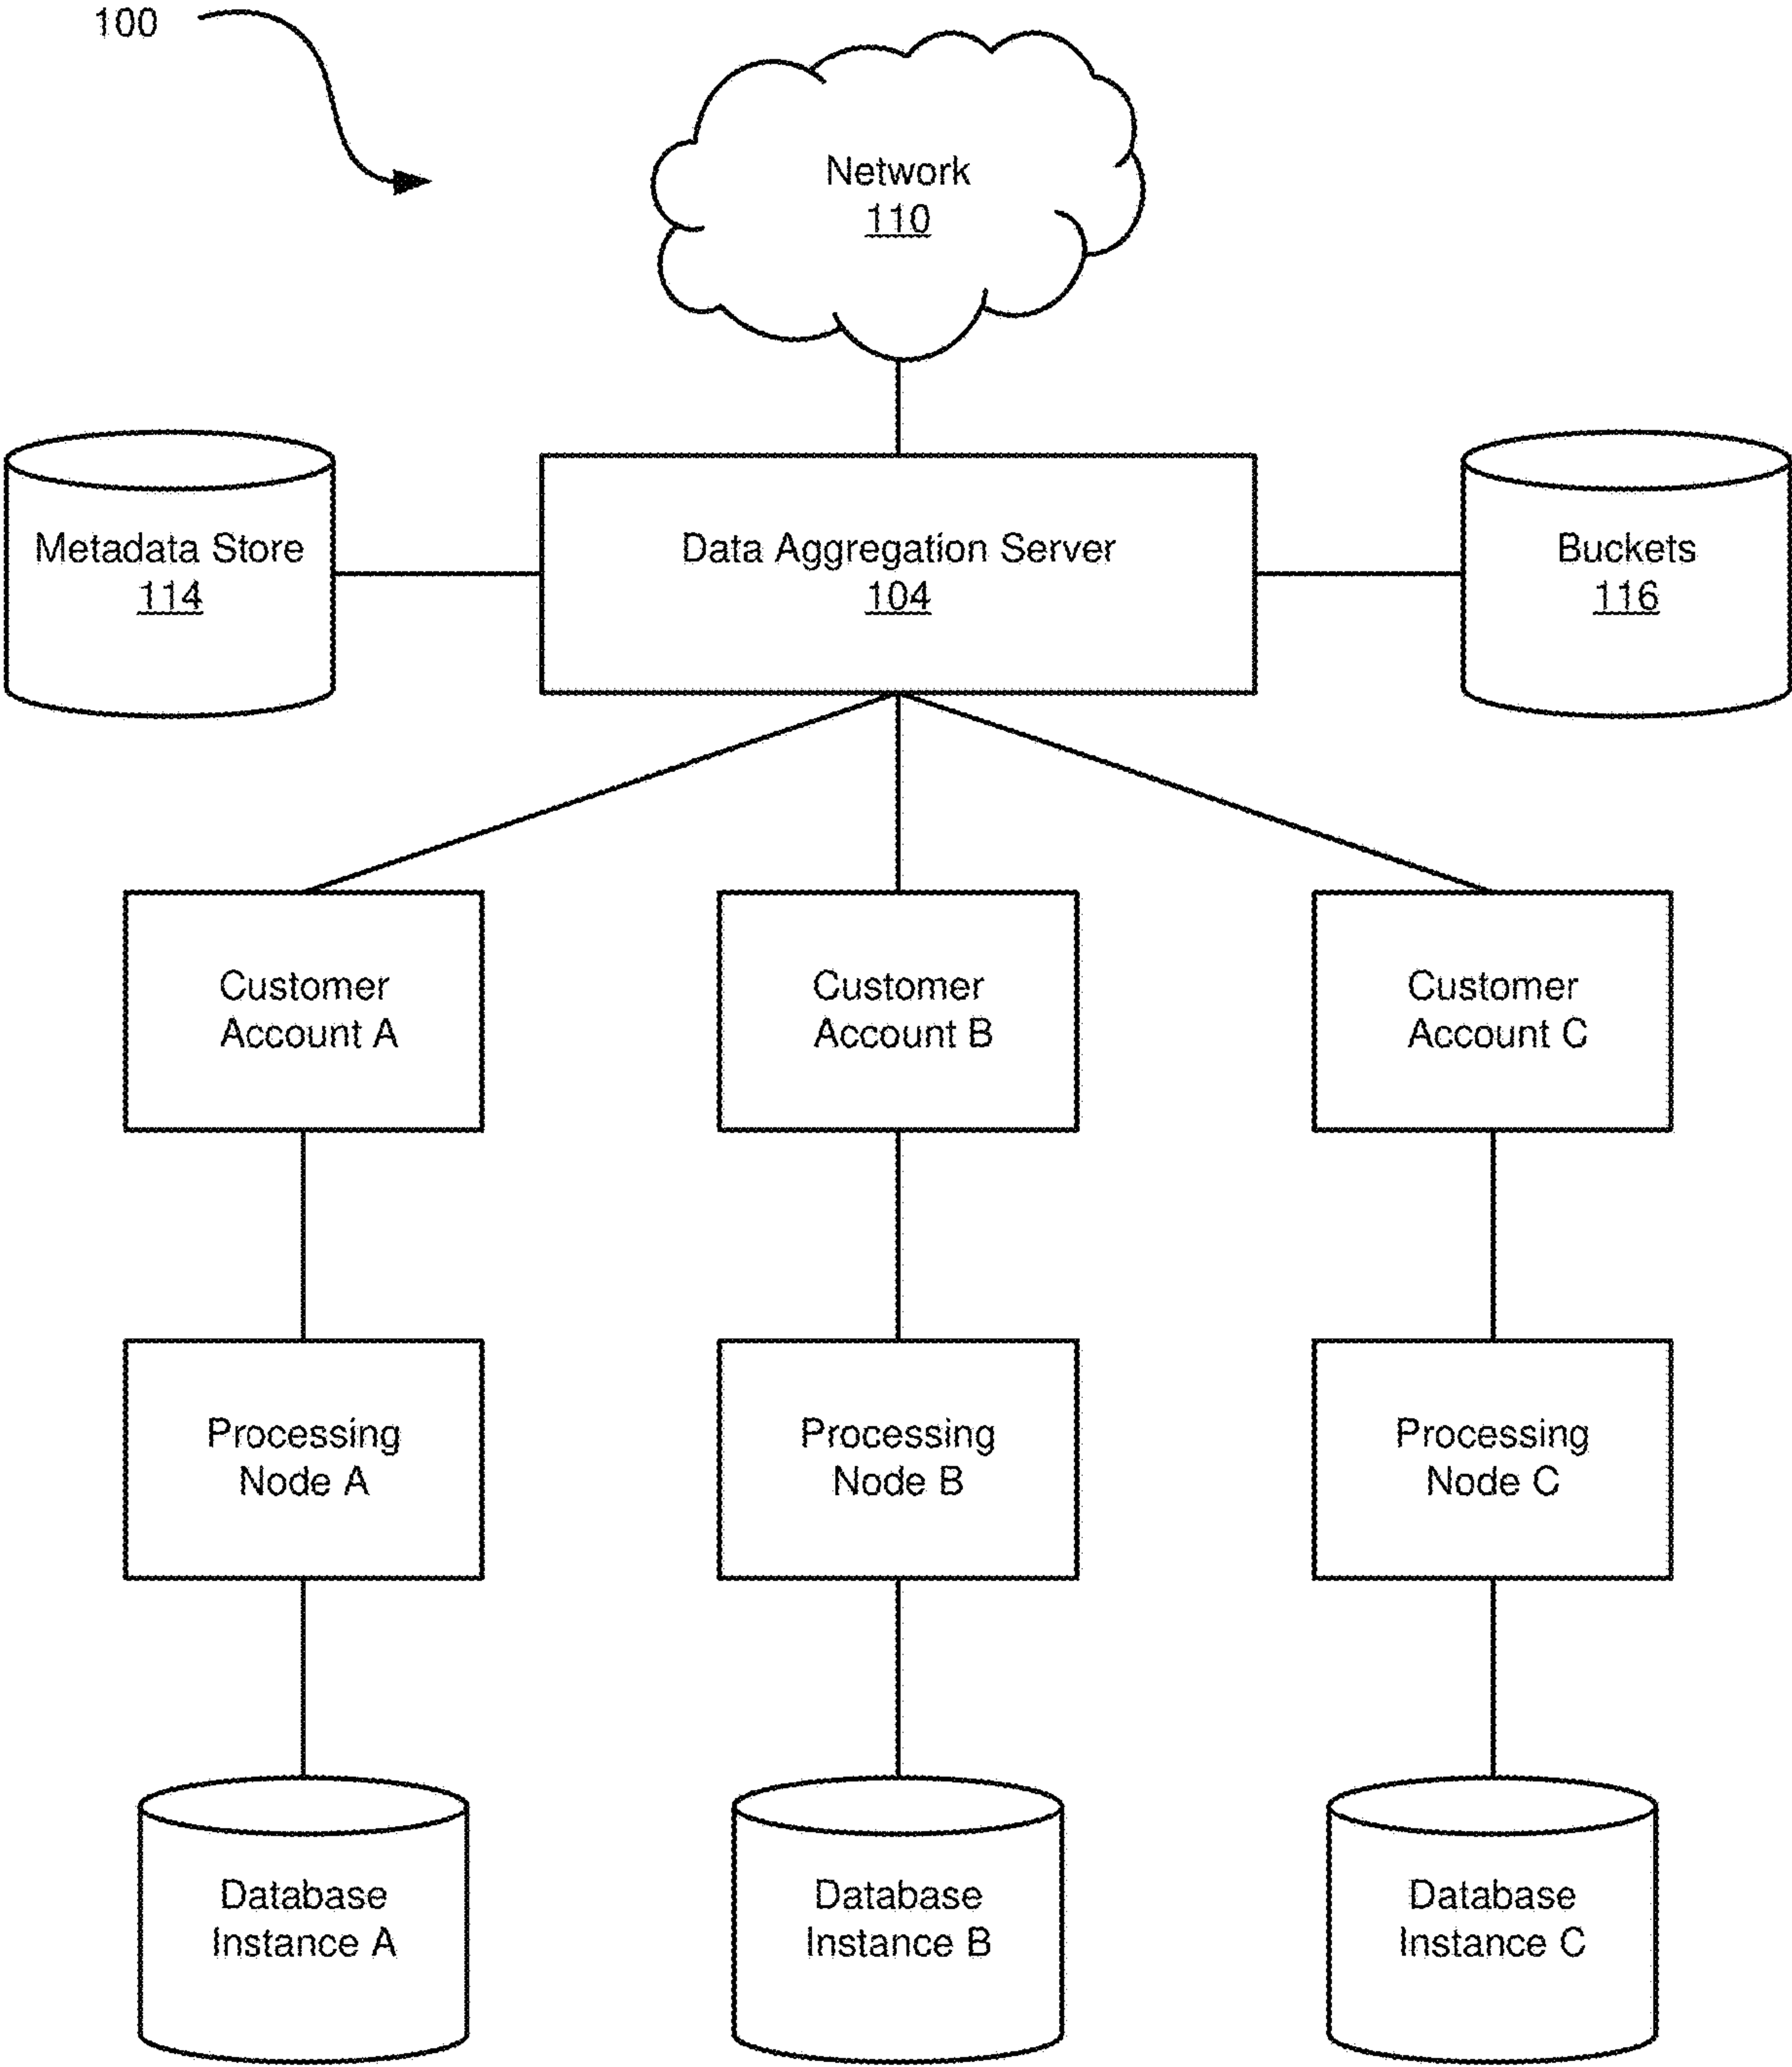 100
Network
110
Metadata Store
114
Data Aggregation Server
104
Buckets
116
Customer
Account A
Customer
Account B
Customer
Account C
Processing
Node A
Processing
Node B
Processing
Node C
Database
Instance A
Database
Instance B
Database
Instance C